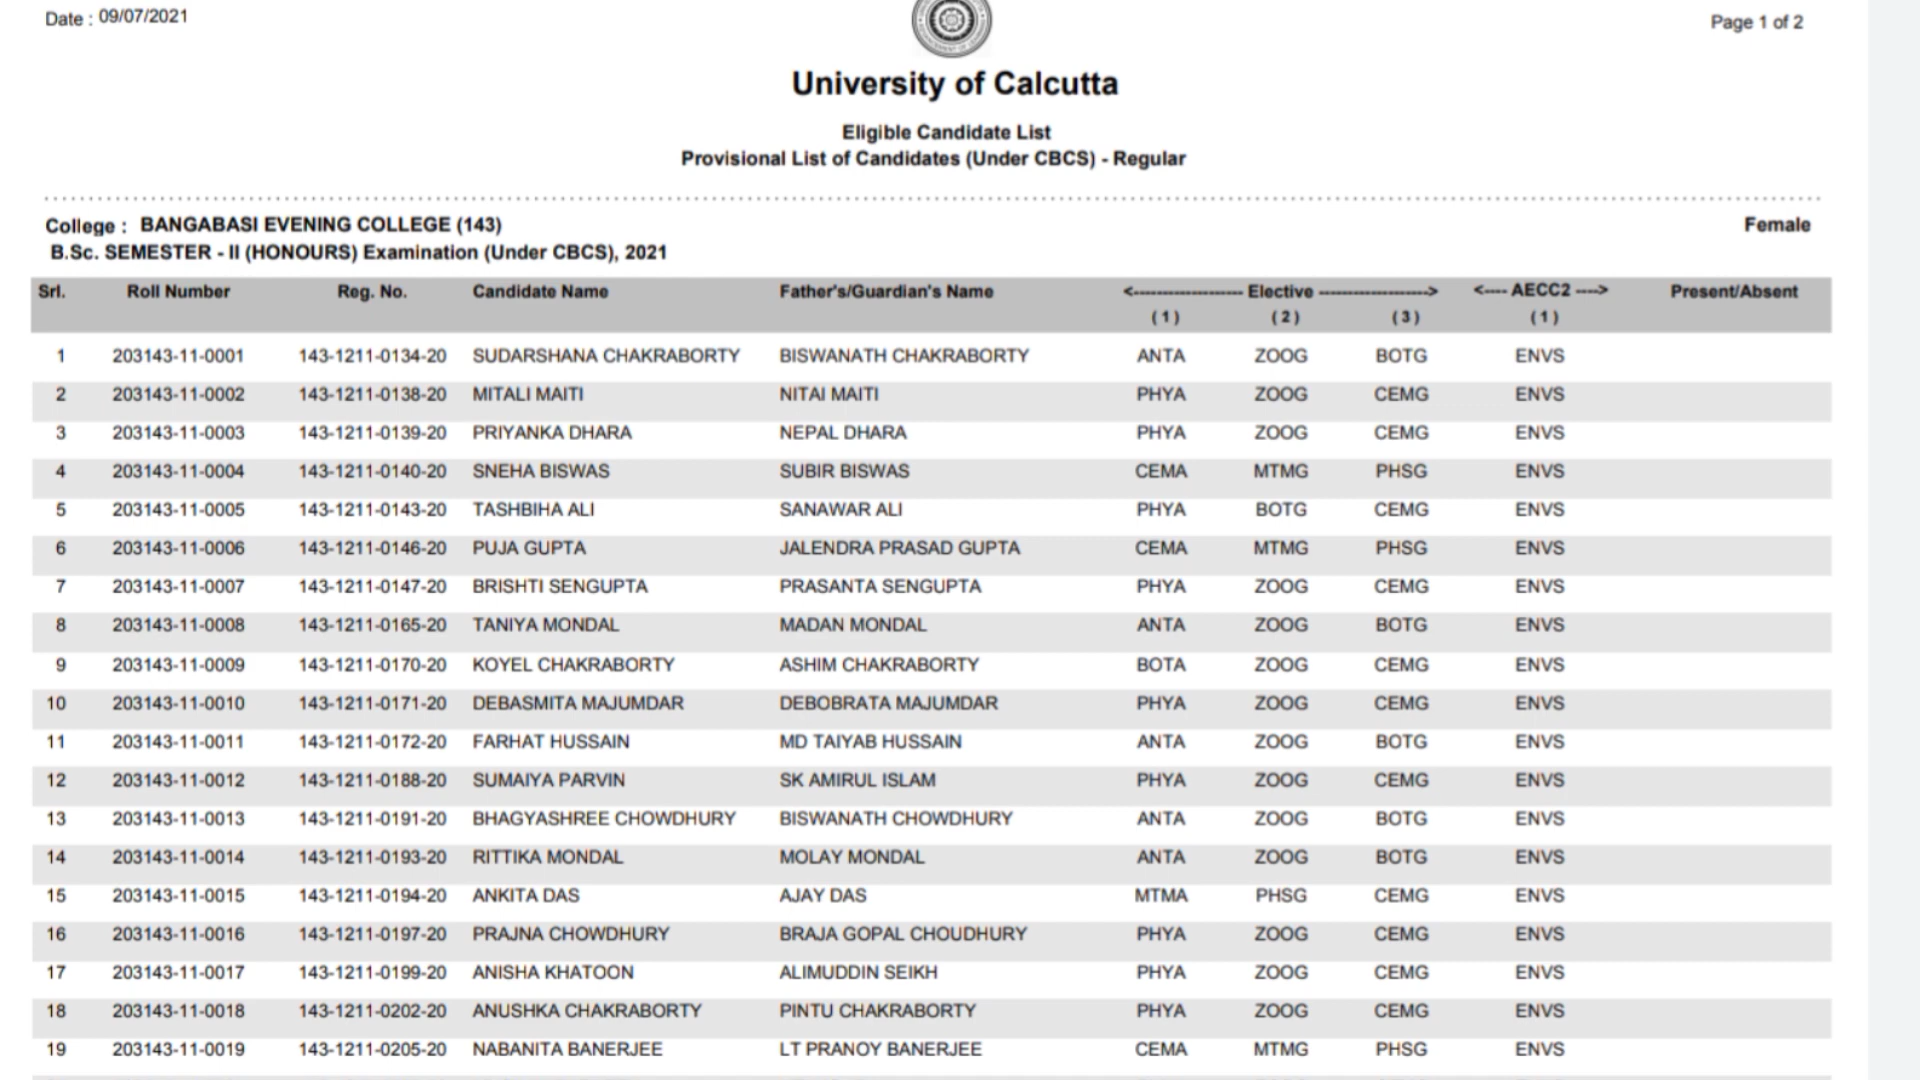 Date : 09/07/2021
Page 1 of 2
University of Calcutta
Eligible Candidate List
Provisional List of Candidates (Under CBCS) - Regular
College : BANGABASI EVENING COLLEGE (143) Female
B.Sc. SEMESTER - II (HONOURS) Examination (Under CBCS), 2021
Srl. Roll Number Reg. No. Candidate Name Father's/Guardian's Name <-------------------- Elective --------------------> <---- AECC2 ----> Present/Absent
( 1 ) ( 2 ) ( 3 ) ( 1 )
1 203143-11-0001 143-1211-0134-20 SUDARSHANA CHAKRABORTY BISWANATH CHAKRABORTY ANTA ZOOG BOTG ENVS
2 203143-11-0002 143-1211-0138-20 MITALI MAITI NITAI MAITI PHYA ZOOG CEMG ENVS
3 203143-11-0003 143-1211-0139-20 PRIYANKA DHARA NEPAL DHARA PHYA ZOOG CEMG ENVS
4 203143-11-0004 143-1211-0140-20 SNEHA BISWAS SUBIR BISWAS CEMA MTMG PHSG ENVS
5 203143-11-0005 143-1211-0143-20 TASHBIHA ALI SANAWAR ALI PHYA BOTG CEMG ENVS
6 203143-11-0006 143-1211-0146-20 PUJA GUPTA JALENDRA PRASAD GUPTA CEMA MTMG PHSG ENVS
7 203143-11-0007 143-1211-0147-20 BRISHTI SENGUPTA PRASANTA SENGUPTA PHYA ZOOG CEMG ENVS
8 203143-11-0008 143-1211-0165-20 TANIYA MONDAL MADAN MONDAL ANTA ZOOG BOTG ENVS
9 203143-11-0009 143-1211-0170-20 KOYEL CHAKRABORTY ASHIM CHAKRABORTY BOTA ZOOG CEMG ENVS
10 203143-11-0010 143-1211-0171-20 DEBASMITA MAJUMDAR DEBOBRATA MAJUMDAR PHYA ZOOG CEMG ENVS
11 203143-11-0011 143-1211-0172-20 FARHAT HUSSAIN MD TAIYAB HUSSAIN ANTA ZOOG BOTG ENVS
12 203143-11-0012 143-1211-0188-20 SUMAIYA PARVIN SK AMIRUL ISLAM PHYA ZOOG CEMG ENVS
13 203143-11-0013 143-1211-0191-20 BHAGYASHREE CHOWDHURY BISWANATH CHOWDHURY ANTA ZOOG BOTG ENVS
14 203143-11-0014 143-1211-0193-20 RITTIKA MONDAL MOLAY MONDAL ANTA ZOOG BOTG ENVS
15 203143-11-0015 143-1211-0194-20 ANKITA DAS AJAY DAS MTMA PHSG CEMG ENVS
16 203143-11-0016 143-1211-0197-20 PRAJNA CHOWDHURY BRAJA GOPAL CHOUDHURY PHYA ZOOG CEMG ENVS
17 203143-11-0017 143-1211-0199-20 ANISHA KHATOON ALIMUDDIN SEIKH PHYA ZOOG CEMG ENVS
18 203143-11-0018 143-1211-0202-20 ANUSHKA CHAKRABORTY PINTU CHAKRABORTY PHYA ZOOG CEMG ENVS
19 203143-11-0019 143-1211-0205-20 NABANITA BANERJEE LT PRANOY BANERJEE CEMA MTMG PHSG ENVS